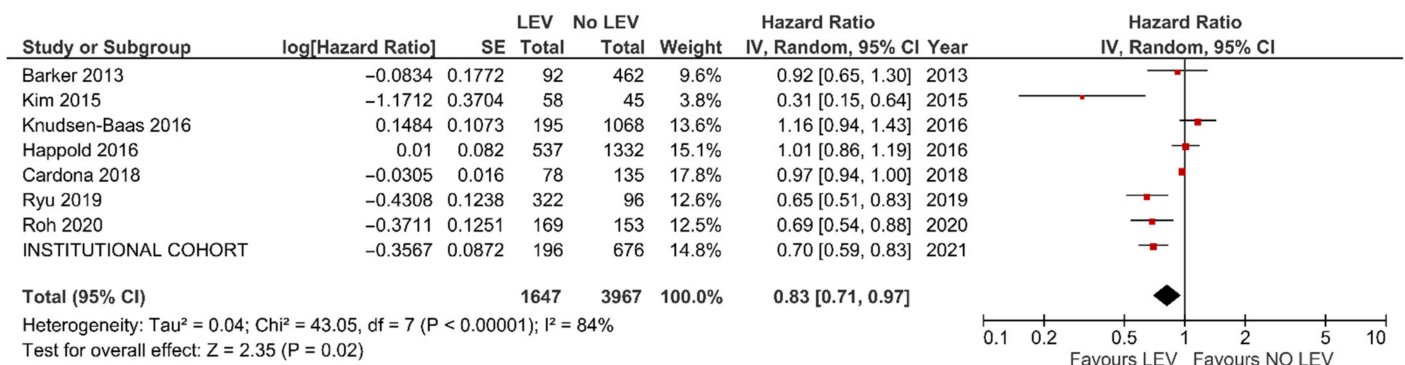 LEV No LEV Hazard Ratio Hazard Ratio
Study or Subgroup log[Hazard Ratio] SE Total Total Weight IV, Random, 95% CI Year IV, Random, 95% CI
Barker 2013 −0.0834 0.1772 92 462 9.6% 0.92 [0.65, 1.30] 2013
Kim 2015 −1.1712 0.3704 58 45 3.8% 0.31 [0.15, 0.64] 2015
Knudsen-Baas 2016 0.1484 0.1073 195 1068 13.6% 1.16 [0.94, 1.43] 2016
Happold 2016 0.01 0.082 537 1332 15.1% 1.01 [0.86, 1.19] 2016
Cardona 2018 −0.0305 0.016 78 135 17.8% 0.97 [0.94, 1.00] 2018
Ryu 2019 −0.4308 0.1238 322 96 12.6% 0.65 [0.51, 0.83] 2019
Roh 2020 −0.3711 0.1251 169 153 12.5% 0.69 [0.54, 0.88] 2020
INSTITUTIONAL COHORT −0.3567 0.0872 196 676 14.8% 0.70 [0.59, 0.83] 2021
Total (95% CI) 1647 3967 100.0% 0.83 [0.71, 0.97]
Heterogeneity: Tau² = 0.04; Chi² = 43.05, df = 7 (P < 0.00001); I² = 84%
Test for overall effect: Z = 2.35 (P = 0.02)
0.1 0.2 0.5 1 2 5 10
Favours LEV Favours NO LEV